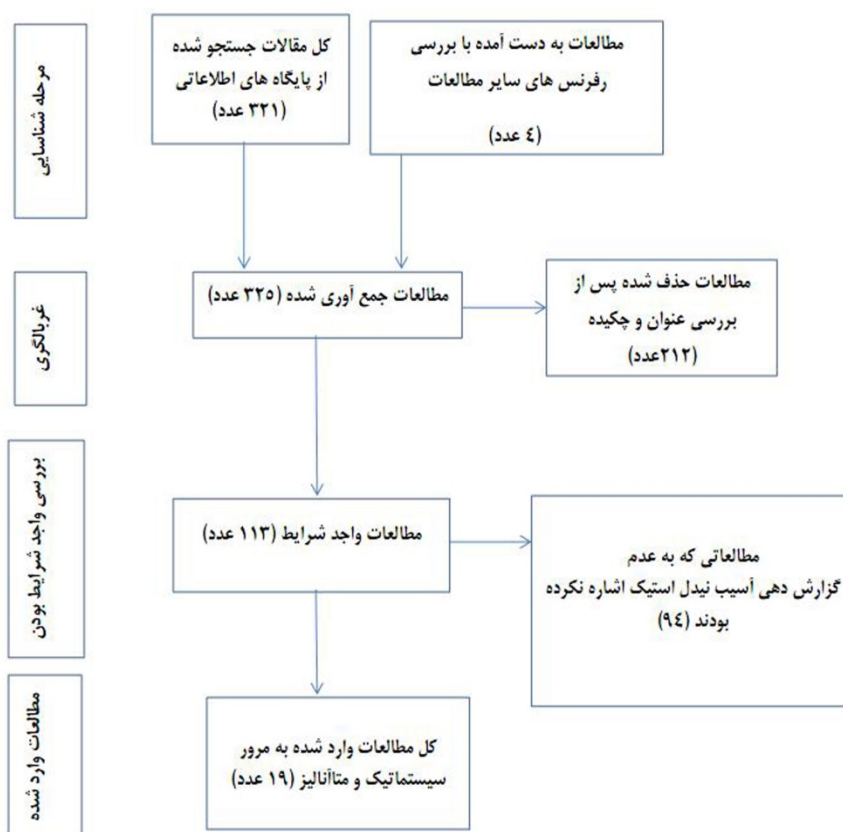 مرحله شناسایی
کل مقالات جستجو شده
از پایگاه های اطلاعاتی
(۳۲۱ عدد)
مطالعات به دست آمده با بررسی
رفرنس های سایر مطالعات
(٤ عدد)
غربالگری
مطالعات جمع آوری شده (۳۲٥ عدد)
مطالعات حذف شده پس از
بررسی عنوان و چکیده
(۲۱۲عدد)
بررسی واجد شرایط بودن
مطالعات واجد شرایط (۱۱۳ عدد)
مطالعاتی که به عدم
گزارش دهی آسیب نیدل استیک اشاره نکرده
بودند (۹٤)
مطالعات وارد شده
کل مطالعات وارد شده به مرور
سیستماتیک و متاآنالیز (۱۹ عدد)